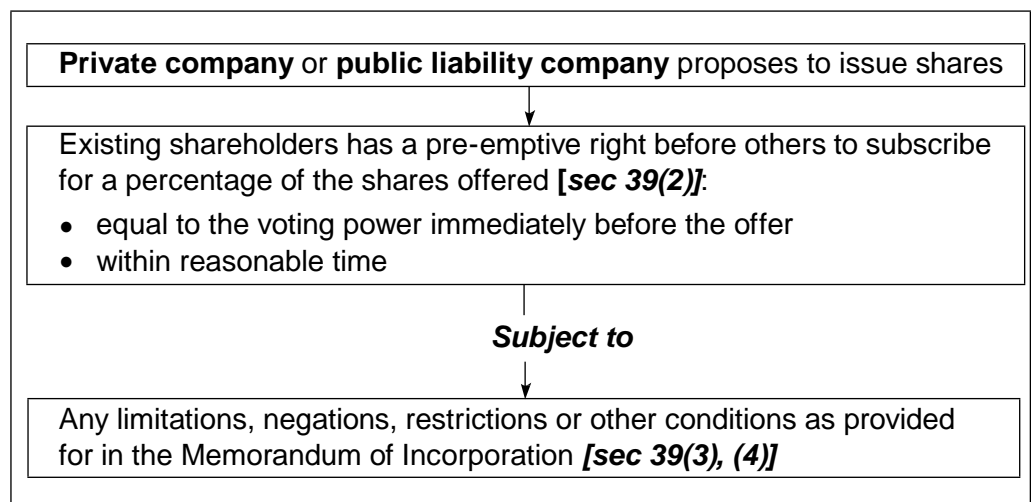 Private company or public liability company proposes to issue shares
Existing shareholders has a pre-emptive right before others to subscribe
for a percentage of the shares offered [sec 39(2)]:
• equal to the voting power immediately before the offer
• within reasonable time
Subject to
Any limitations, negations, restrictions or other conditions as provided
for in the Memorandum of Incorporation [sec 39(3), (4)]